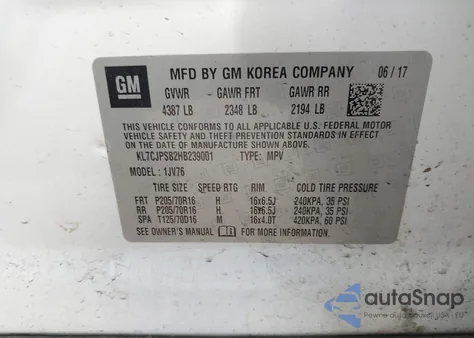 GM
MFD BY GM KOREA COMPANY 06/17
GVWR GAWR FRT GAWR RR
4387 LB 2348 LB 2194 LB
THIS VEHICLE CONFORMS TO ALL APPLICABLE U.S. FEDERAL MOTOR
VEHICLE SAFETY AND THEFT PREVENTION STANDARDS IN EFFECT
ON THE DATE OF MANUFACTURE SHOWN ABOVE.
KL7CJPSB2HB239001 TYPE: MPV
MODEL: 1JV76
SPEED RTG RIM COLD TIRE PRESSURE
FRT P205/70R16 H 16x6.5J 240KPA, 35 PSI
RR P205/70R16 H 16x6.5J 240KPA, 35 PSI
SPA T125/70D16 M 16x4.0T 420KPA, 60 PSI
SEE OWNER'S MANUAL FOR MORE INFORMATION
autoSnap